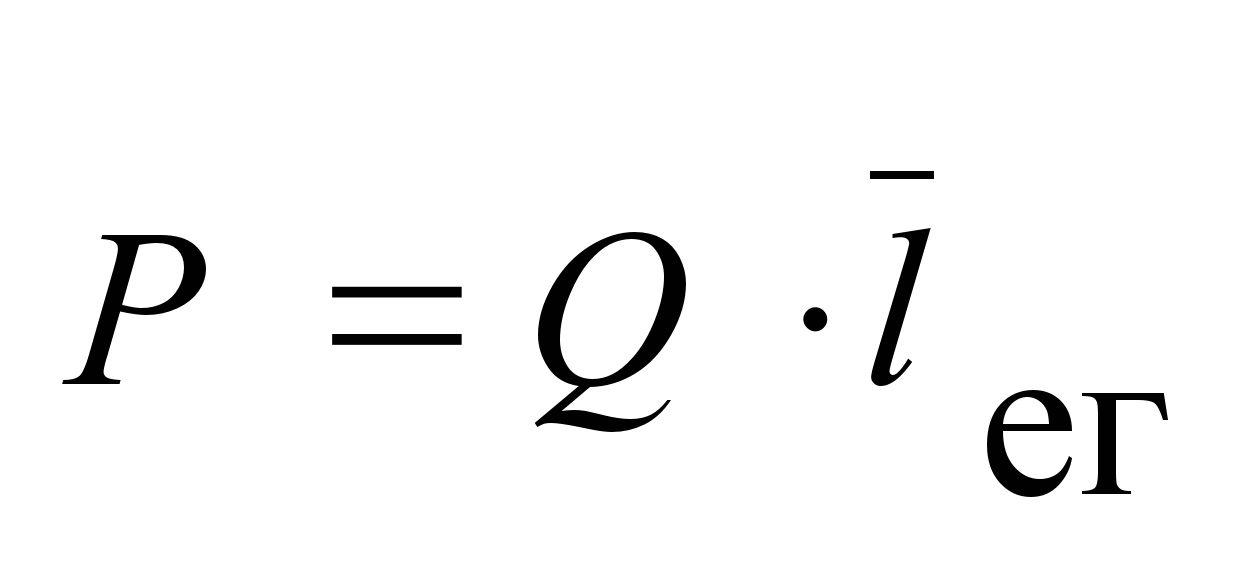 P = Q · l̅ ег